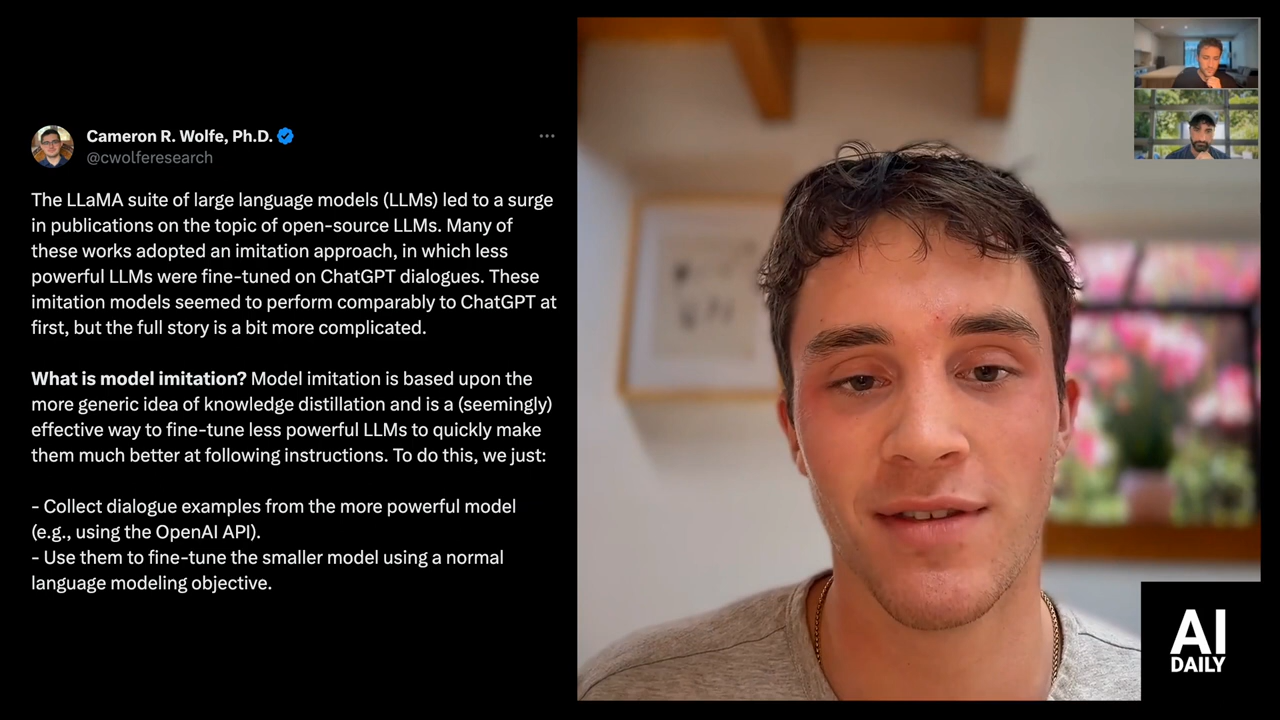 Cameron R. Wolfe, Ph.D.
@cwolferesearch
The LLaMA suite of large language models (LLMs) led to a surge
in publications on the topic of open-source LLMs. Many of
these works adopted an imitation approach, in which less
powerful LLMs were fine-tuned on ChatGPT dialogues. These
imitation models seemed to perform comparably to ChatGPT at
first, but the full story is a bit more complicated.
What is model imitation? Model imitation is based upon the
more generic idea of knowledge distillation and is a (seemingly)
effective way to fine-tune less powerful LLMs to quickly make
them much better at following instructions. To do this, we just:
- Collect dialogue examples from the more powerful model
(e.g., using the OpenAI API).
- Use them to fine-tune the smaller model using a normal
language modeling objective.
AI
DAILY